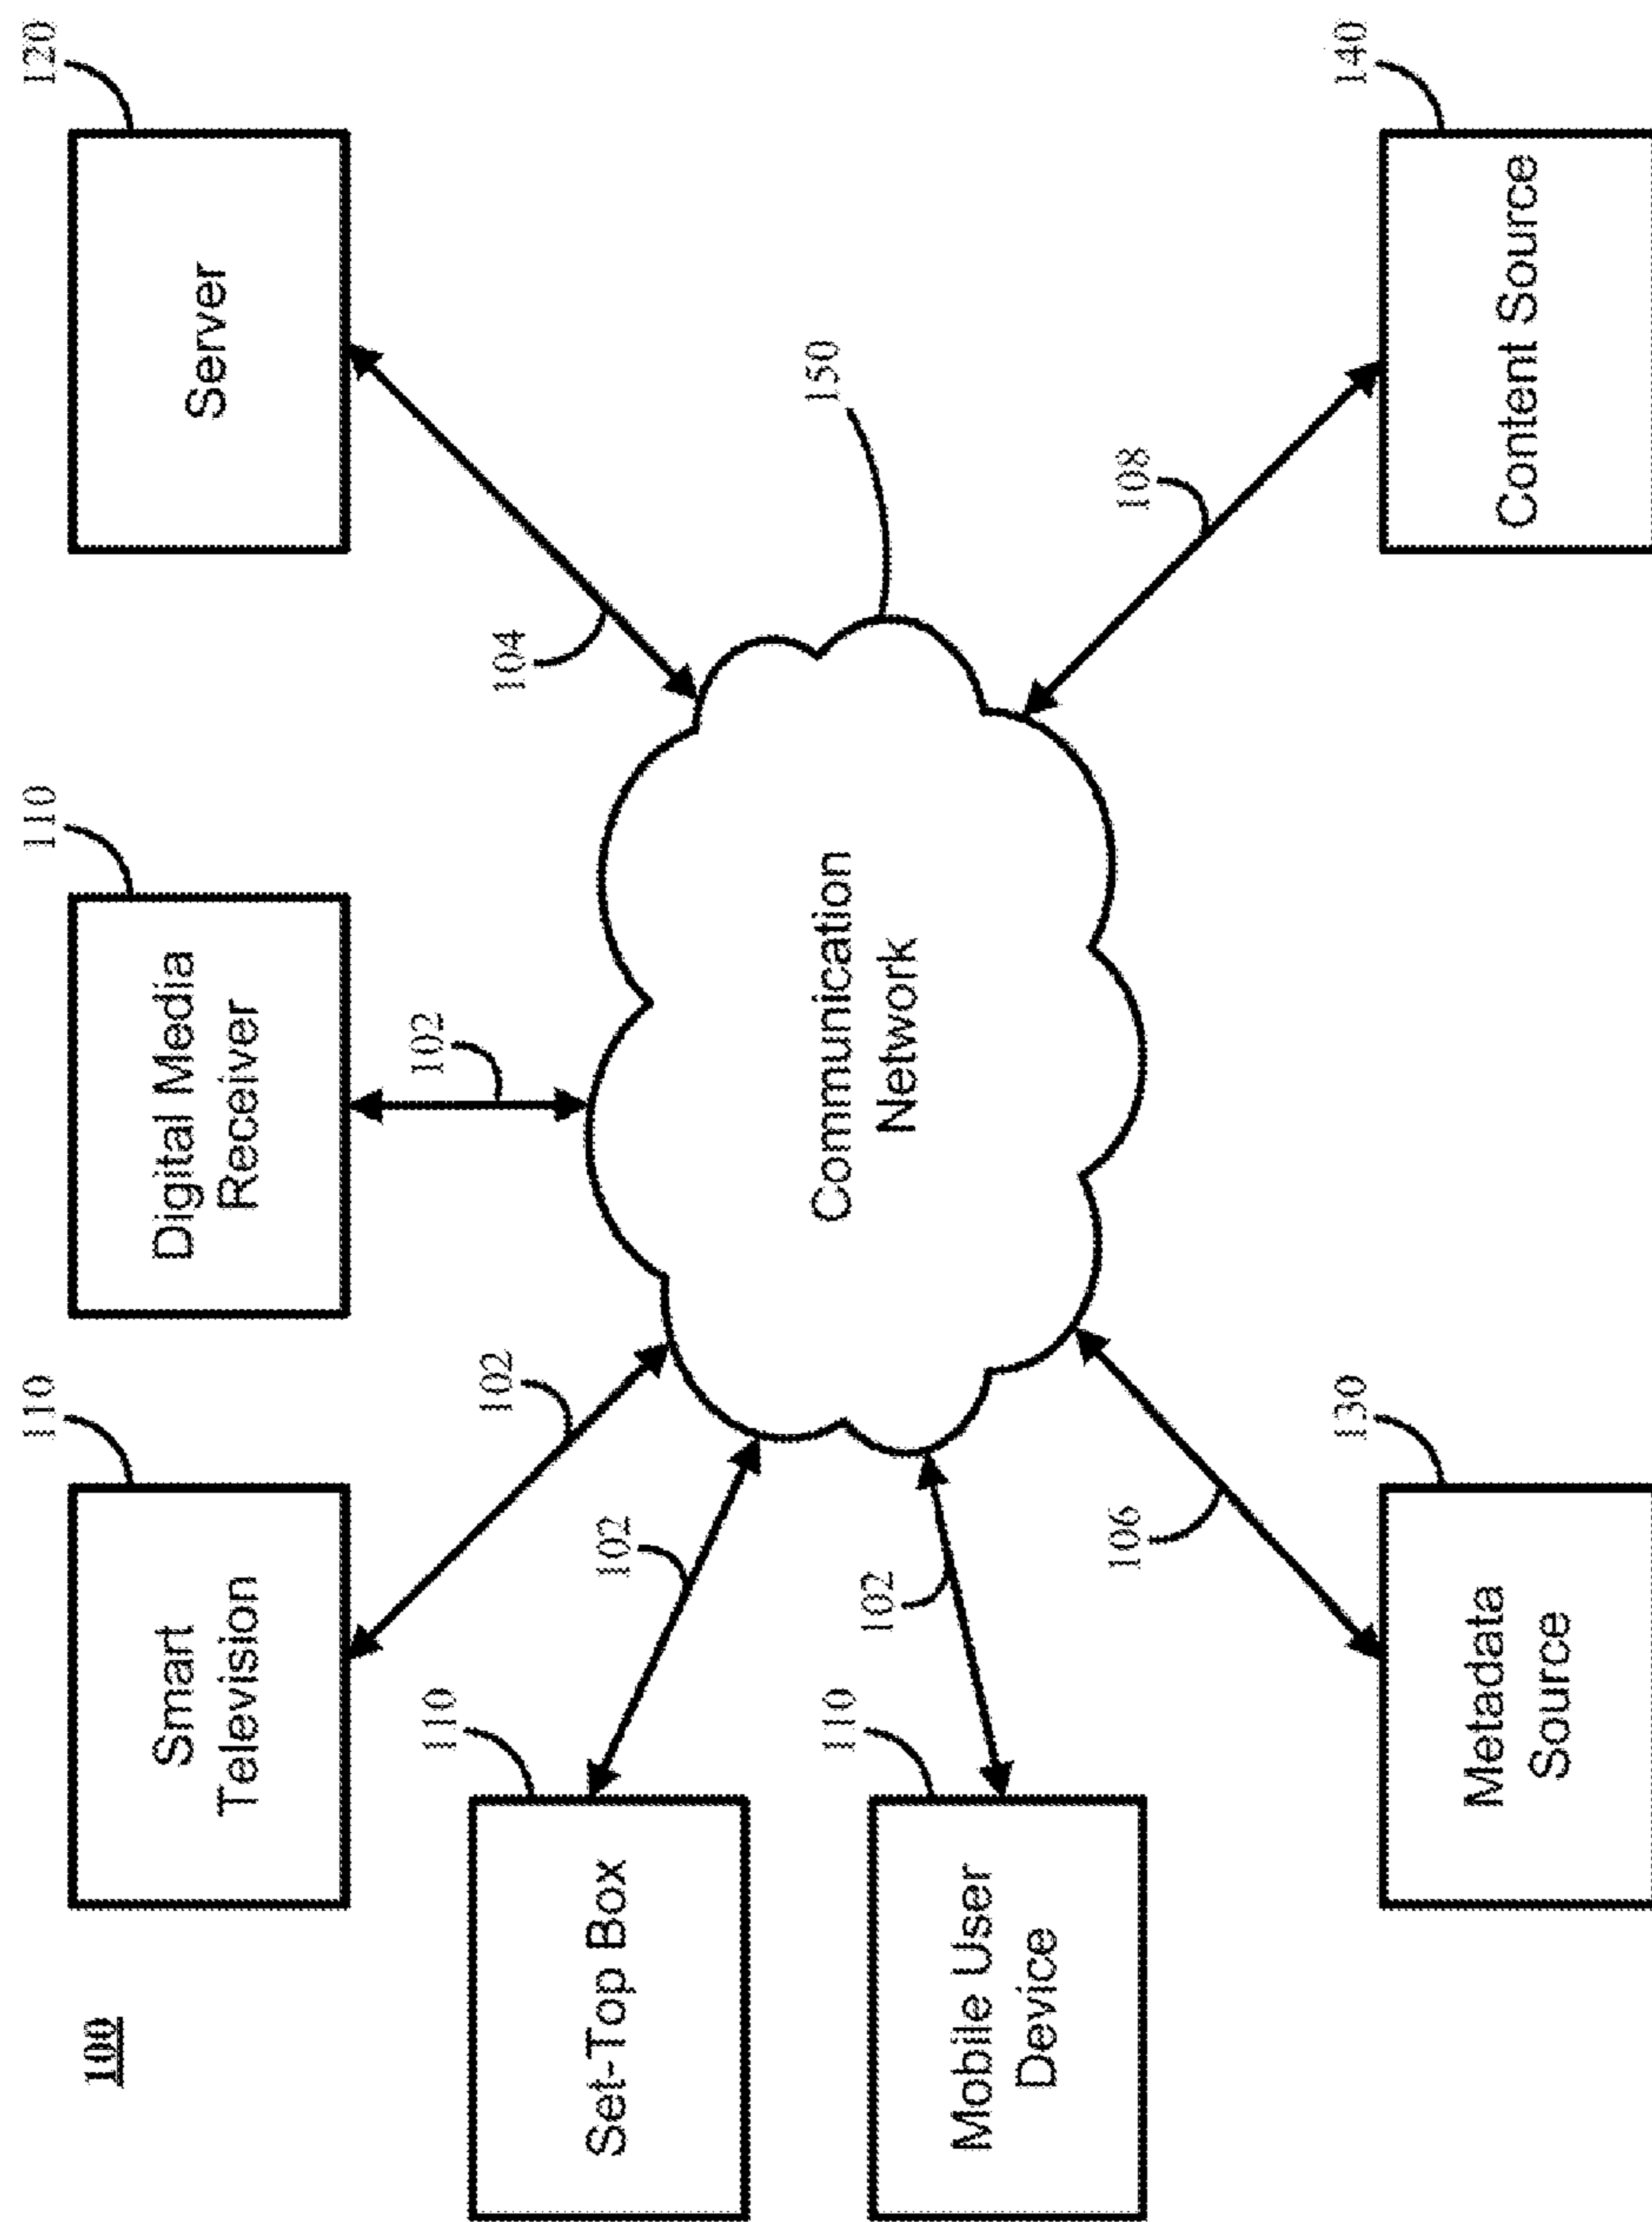 100
110
Smart
Television
110
Digital Media
Receiver
120
Server
102
102
104
110
Set-Top Box
102
150
Communication
Network
110
Mobile User
Device
102
106
108
130
Metadata
Source
140
Content Source